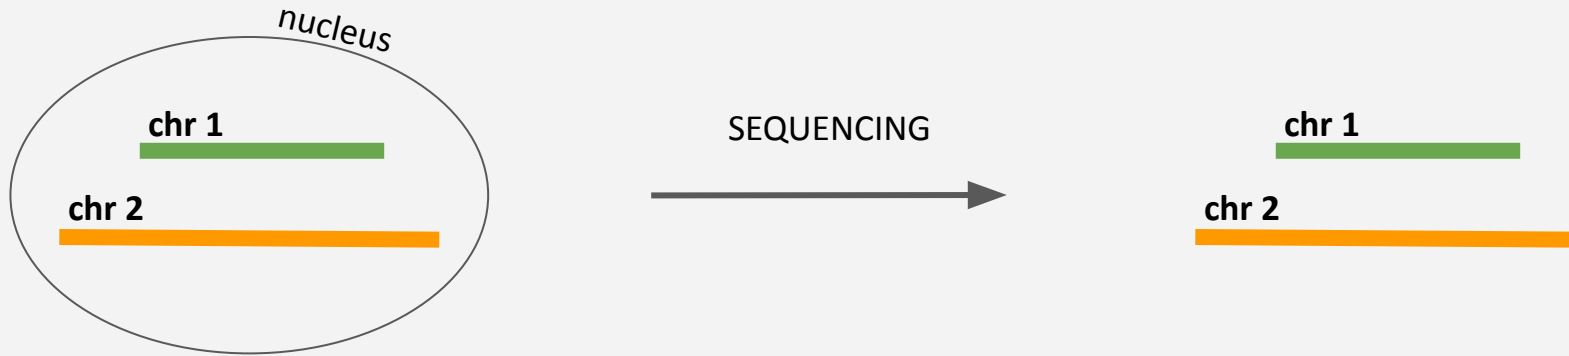 nucleus
chr 1
chr 2
SEQUENCING
chr 1
chr 2